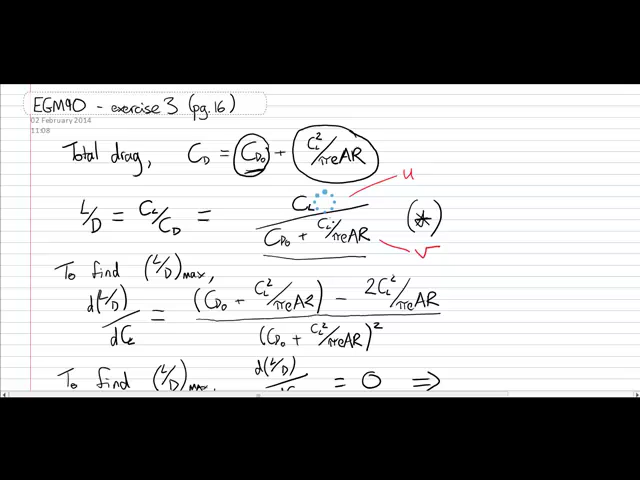 EGM90 - exercise 3 (pg.16)
02 February 2014
11:08
Total drag, C_D = C_D₀ + C_L²/πeAR
L/D = C_L/C_D = C_L / (C_D₀ + C_L²/πeAR) (*)
u
v
To find (L/D)max,
d(L/D)/dC_L = ((C_D₀ + C_L²/πeAR) - 2C_L²/πeAR) / (C_D₀ + C_L²/πeAR)²
To find (L/D)max, d(L/D)/dC_L = 0 ⇒